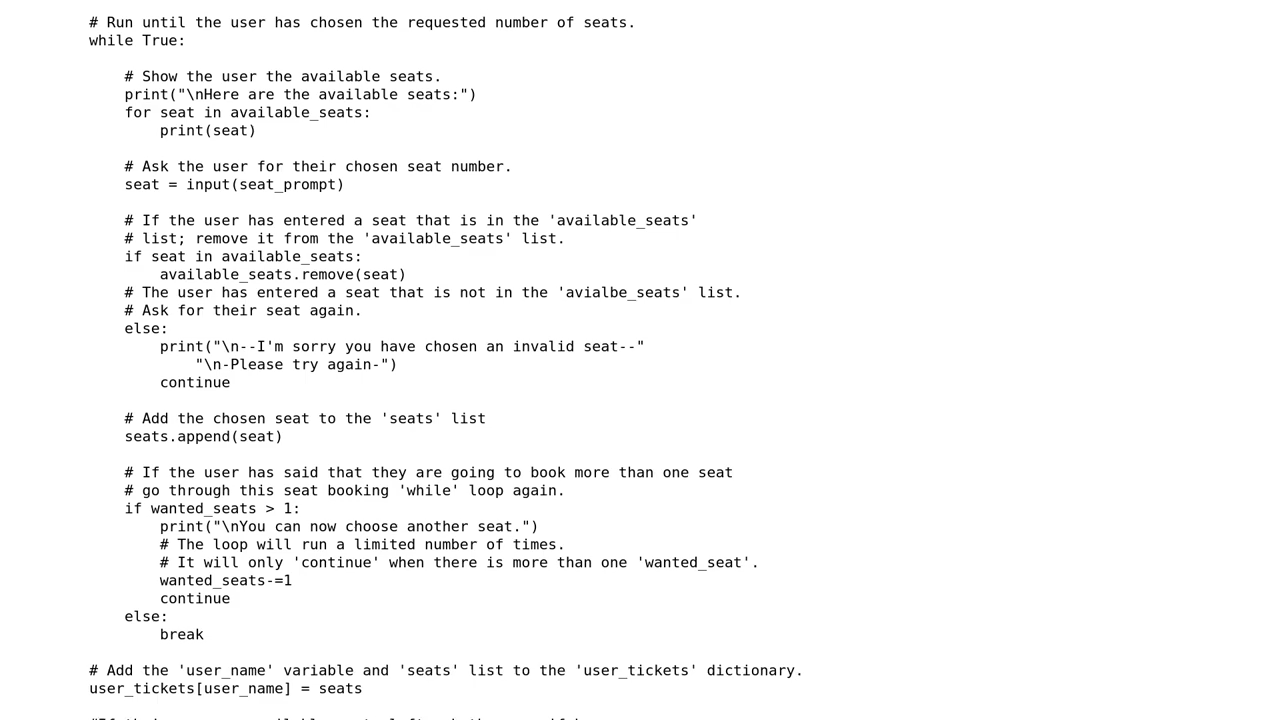 # Run until the user has chosen the requested number of seats.
while True:
# Show the user the available seats.
print("\nHere are the available seats:")
for seat in available_seats:
print(seat)
# Ask the user for their chosen seat number.
seat = input(seat_prompt)
# If the user has entered a seat that is in the 'available_seats'
# list; remove it from the 'available_seats' list.
if seat in available_seats:
available_seats.remove(seat)
# The user has entered a seat that is not in the 'avialbe_seats' list.
# Ask for their seat again.
else:
print("\n--I'm sorry you have chosen an invalid seat--"
"\n-Please try again-")
continue
# Add the chosen seat to the 'seats' list
seats.append(seat)
# If the user has said that they are going to book more than one seat
# go through this seat booking 'while' loop again.
if wanted_seats > 1:
print("\nYou can now choose another seat.")
# The loop will run a limited number of times.
# It will only 'continue' when there is more than one 'wanted_seat'.
wanted_seats-=1
continue
else:
break
# Add the 'user_name' variable and 'seats' list to the 'user_tickets' dictionary.
user_tickets[user_name] = seats